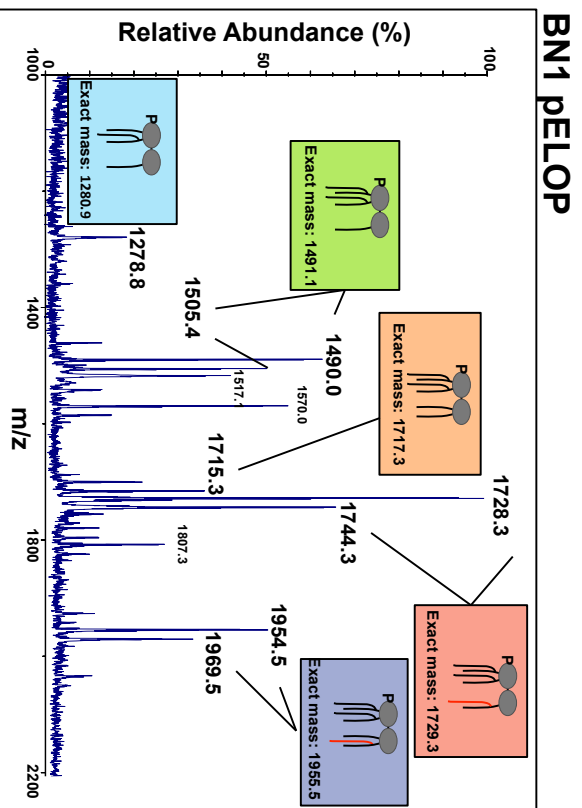 BN1 pELOP
Relative Abundance (%)
100
50
0
P
Exact mass: 1280.9
P
Exact mass: 1491.1
P
Exact mass: 1717.3
P
Exact mass: 1729.3
P
Exact mass: 1955.5
1278.8
1505.4
1490.0
1517.1
1570.0
1715.3
1728.3
1744.3
1807.3
1954.5
1969.5
1000
1400
1800
2200
m/z